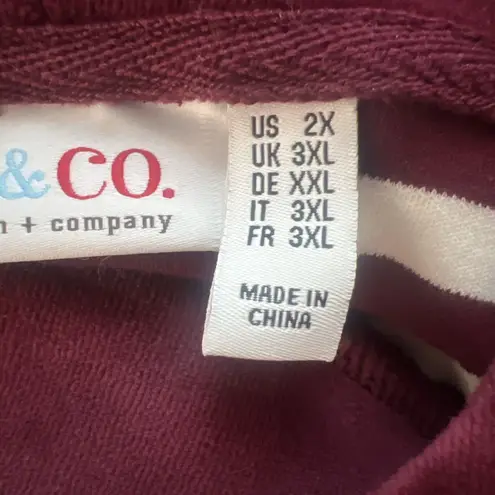 &CO.
+ company
US 2X
UK 3XL
DE XXL
IT 3XL
FR 3XL
MADE IN
CHINA